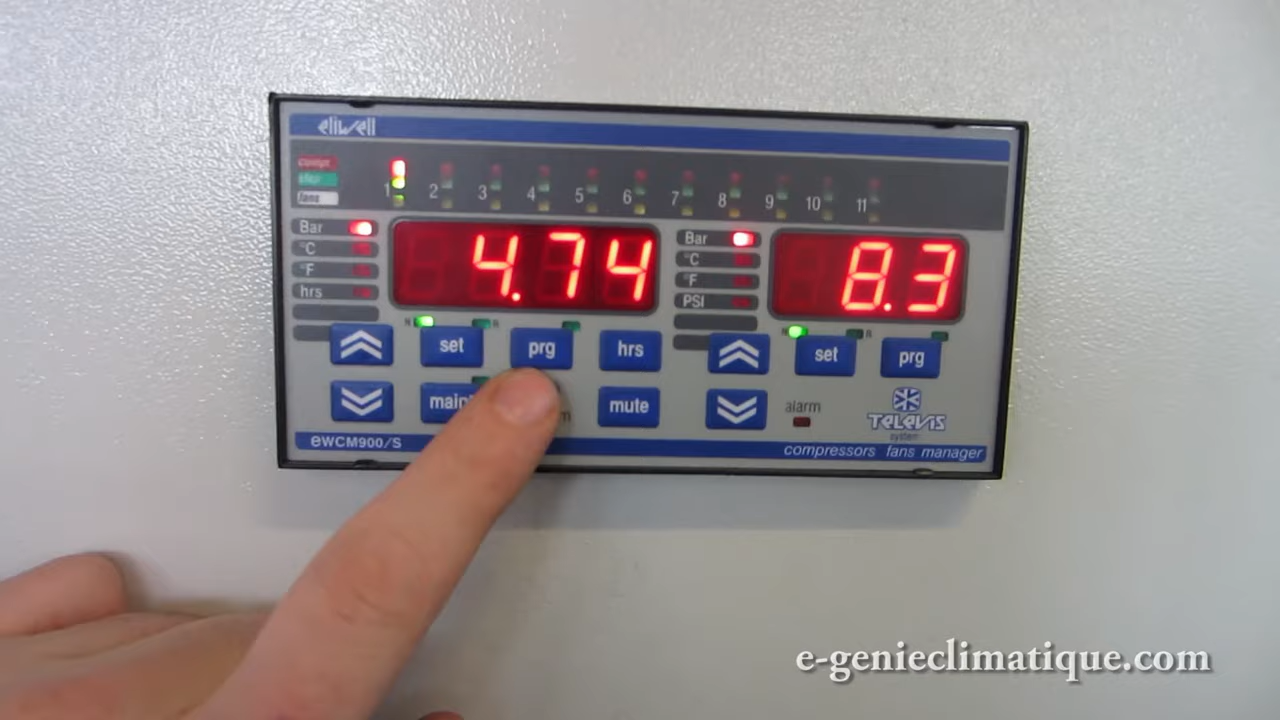 eliwell
compr.
step
fans
1 2 3 4 5 6 7 8 9 10 11
Bar
°C
°F
hrs
4.74
Bar
°C
°F
PSI
8.3
set prg hrs
set prg
mute
alarm
TELEVIS
system
EWCM900/S
compressors fans manager
e-genieclimatique.com